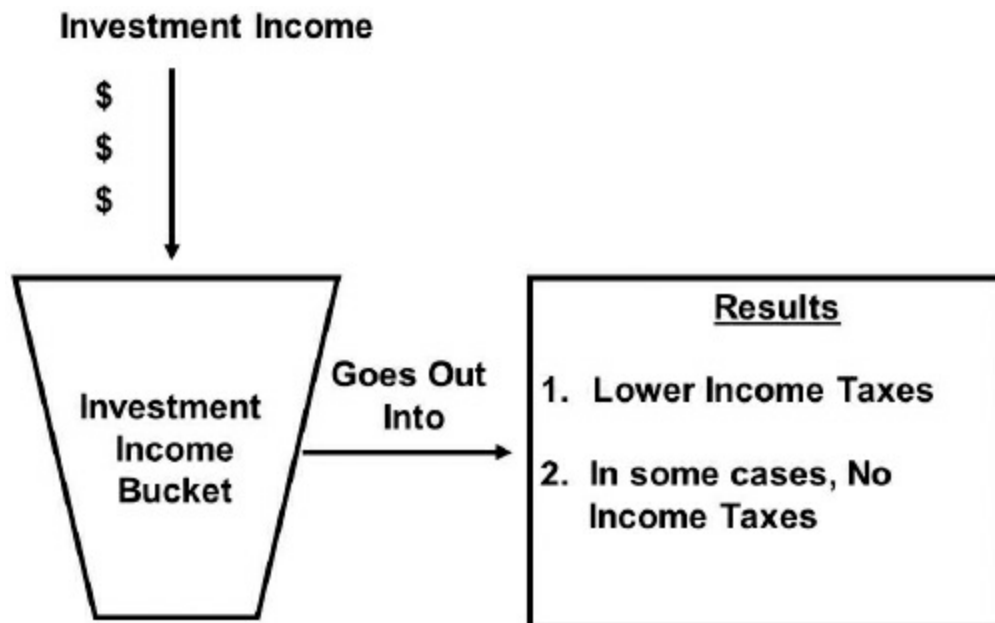 Investment Income
$
$
$
Investment
Income
Bucket
Goes Out
Into
Results
1. Lower Income Taxes
2. In some cases, No
Income Taxes